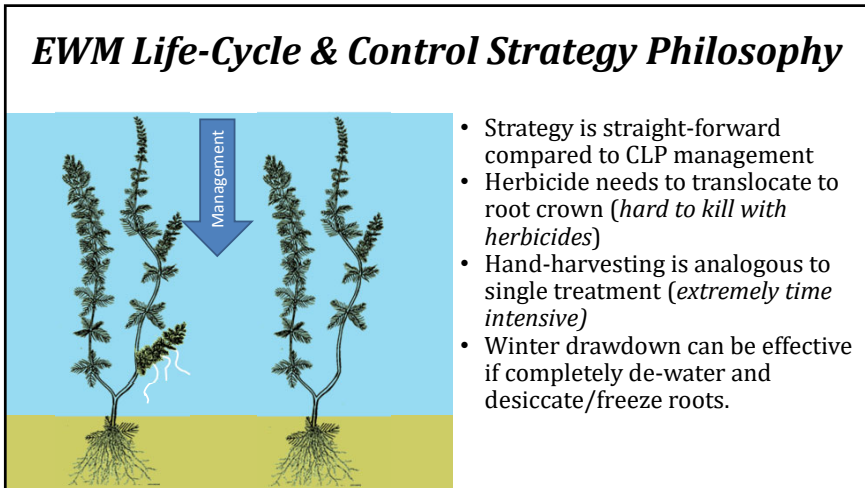 EWM Life-Cycle & Control Strategy Philosophy
Management
• Strategy is straight-forward
compared to CLP management
• Herbicide needs to translocate to
root crown (hard to kill with
herbicides)
• Hand-harvesting is analogous to
single treatment (extremely time
intensive)
• Winter drawdown can be effective
if completely de-water and
desiccate/freeze roots.